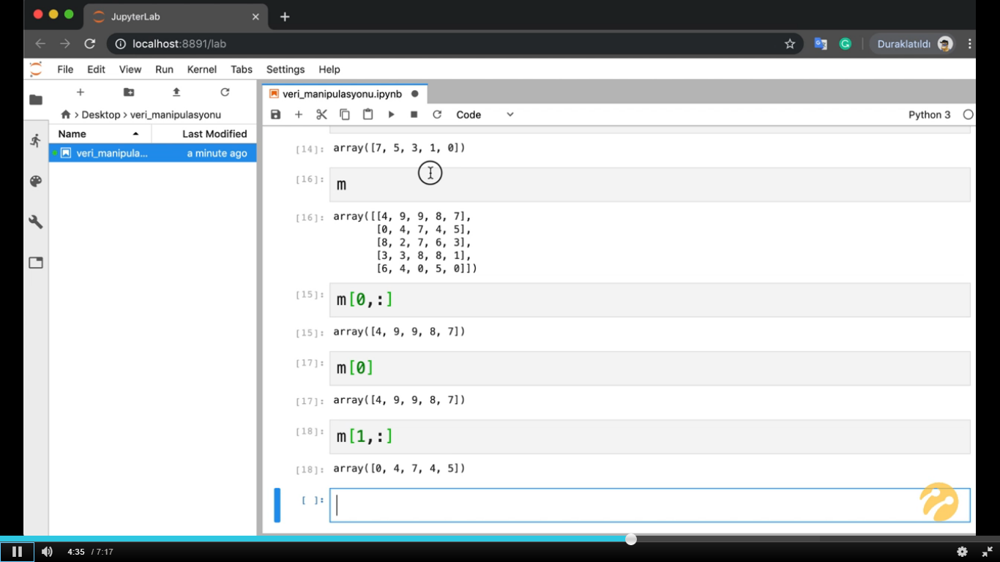 JupyterLab
localhost:8891/lab
Duraklatıldı
File Edit View Run Kernel Tabs Settings Help
Desktop > veri_manipulasyonu
Name Last Modified
veri_manipula... a minute ago
veri_manipulasyonu.ipynb
Code Python 3
[14]: array([7, 5, 3, 1, 0])
[16]: m
[16]: array([[4, 9, 9, 8, 7],
[0, 4, 7, 4, 5],
[8, 2, 7, 6, 3],
[3, 3, 8, 8, 1],
[6, 4, 0, 5, 0]])
[15]: m[0,:]
[15]: array([4, 9, 9, 8, 7])
[17]: m[0]
[17]: array([4, 9, 9, 8, 7])
[18]: m[1,:]
[18]: array([0, 4, 7, 4, 5])
[ ]:
4:35 / 7:17